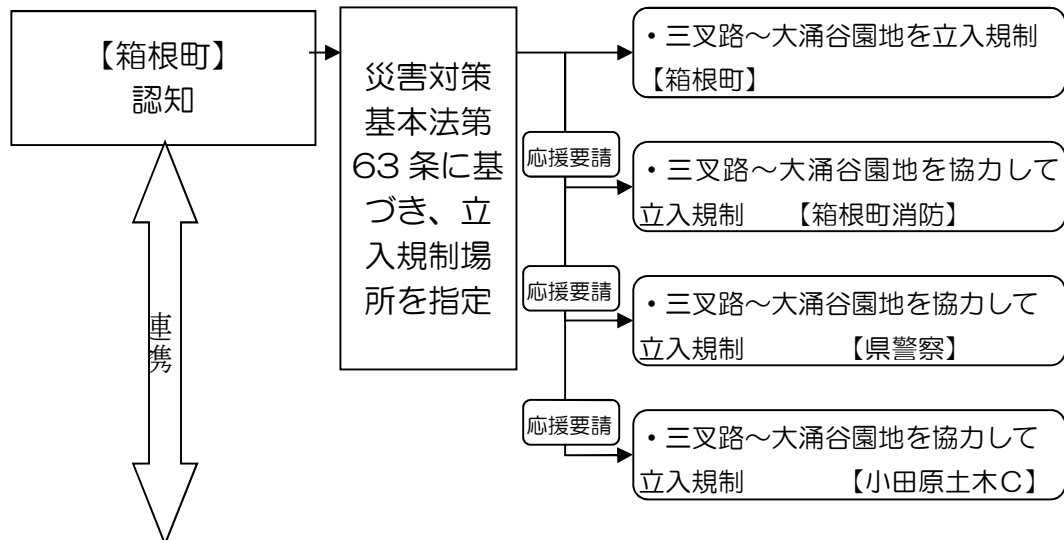 【箱根町】
認知
災害対策
基本法第
63条に基
づき、立
入規制場
所を指定
・三叉路～大涌谷園地を立入規制
【箱根町】
応援要請
・三叉路～大涌谷園地を協力して
立入規制　　【箱根町消防】
応援要請
・三叉路～大涌谷園地を協力して
立入規制　　　　【県警察】
応援要請
・三叉路～大涌谷園地を協力して
立入規制　　　　【小田原土木C】
連携